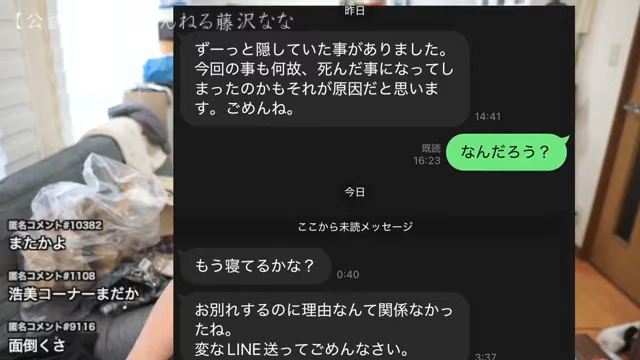 【公
んねる藤沢なな
昨日
ずーっと隠していた事がありました。
今回の事も何故、死んだ事になってし
まったのかもそれが原因だと思いま
す。ごめんね。
14:41
既読
16:23
なんだろう？
今日
ここから未読メッセージ
もう寝てるかな？
0:40
お別れするのに理由なんて関係なかっ
たね。
変なLINE送ってごめんなさい。
3:37
匿名コメント#10382
またかよ
匿名コメント#1108
浩美コーナーまだか
匿名コメント#9116
面倒くさ